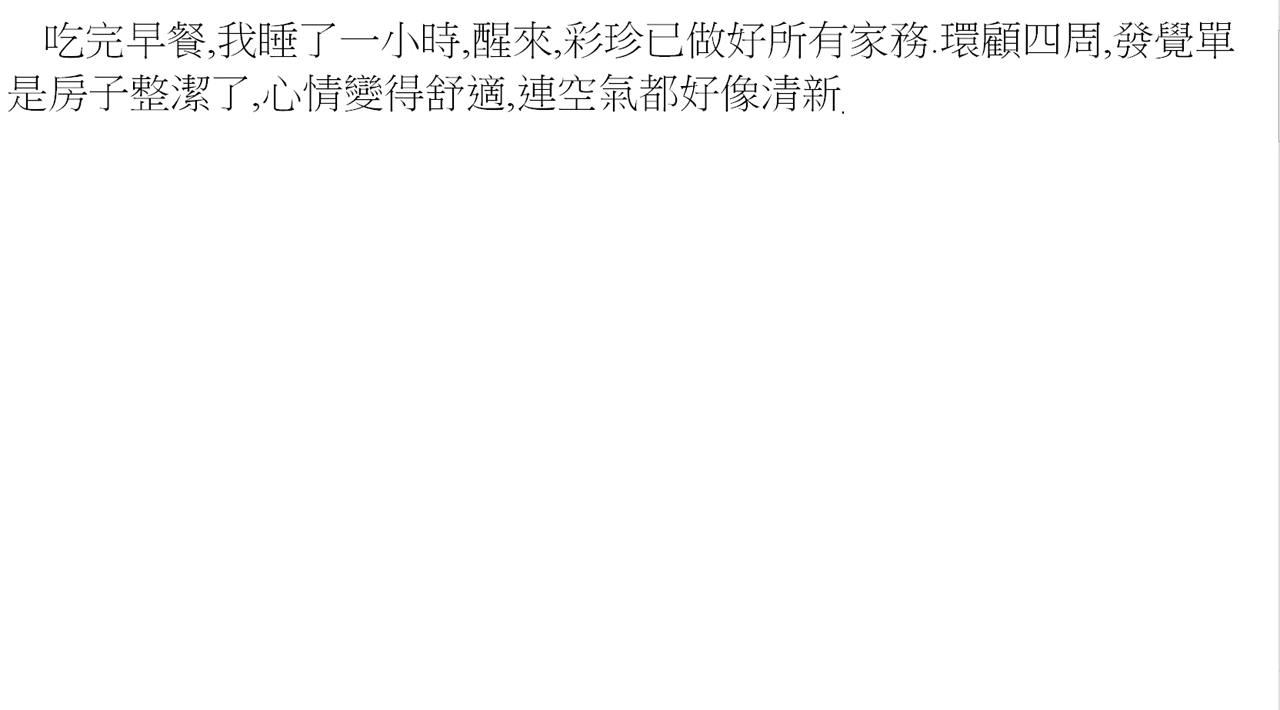 吃完早餐,我睡了一小時,醒來,彩珍已做好所有家務.環顧四周,發覺單
是房子整潔了,心情變得舒適,連空氣都好像清新.